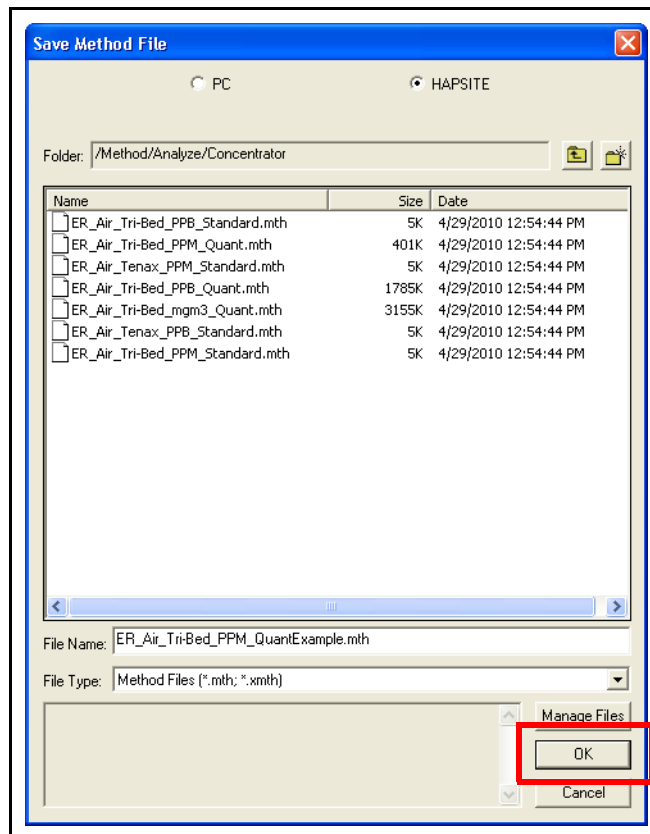 Save Method File
PC HAPSITE
Folder: /Method/Analyze/Concentrator
Name Size Date
ER_Air_Tri-Bed_PPB_Standard.mth 5K 4/29/2010 12:54:44 PM
ER_Air_Tri-Bed_PPM_Quant.mth 401K 4/29/2010 12:54:44 PM
ER_Air_Tenax_PPM_Standard.mth 5K 4/29/2010 12:54:44 PM
ER_Air_Tri-Bed_PPB_Quant.mth 1785K 4/29/2010 12:54:44 PM
ER_Air_Tri-Bed_mgm3_Quant.mth 3155K 4/29/2010 12:54:44 PM
ER_Air_Tenax_PPB_Standard.mth 5K 4/29/2010 12:54:44 PM
ER_Air_Tri-Bed_PPM_Standard.mth 5K 4/29/2010 12:54:44 PM
File Name: ER_Air_Tri-Bed_PPM_QuantExample.mth
File Type: Method Files (*.mth; *.xmth)
Manage Files
OK
Cancel